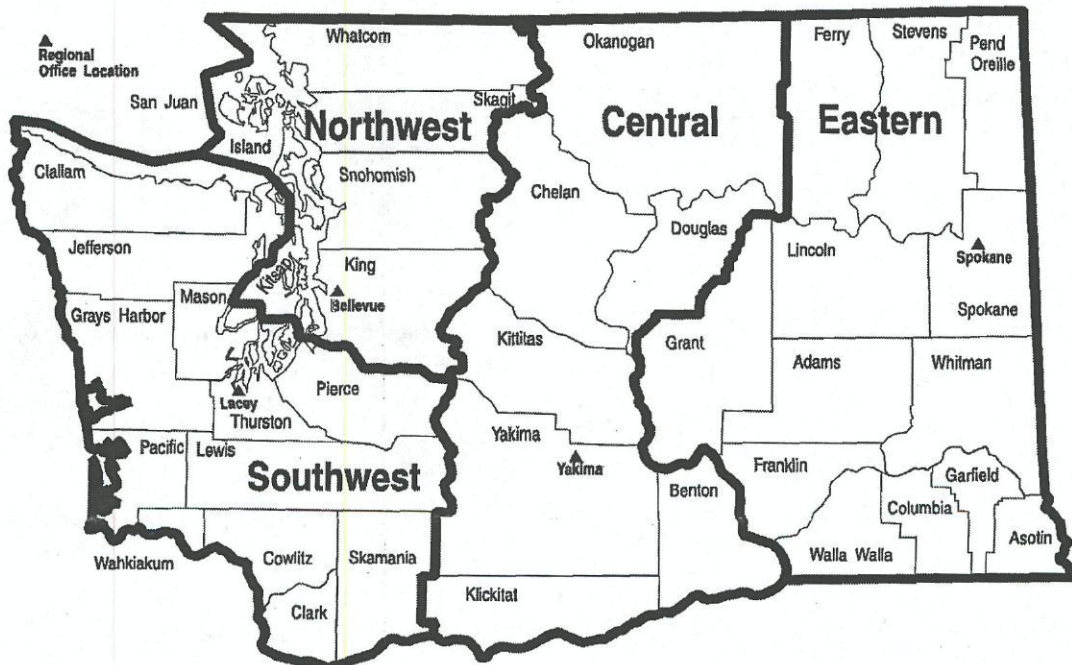 Regional
Office Location
Whatcom
Okanogan
Ferry
Stevens
Pend
Oreille
San Juan
Skagit
Northwest
Central
Eastern
Island
Clallam
Snohomish
Chelan
Douglas
Jefferson
King
Lincoln
Spokane
Kitsap
Mason
Bellevue
Spokane
Grays Harbor
Kittitas
Grant
Adams
Whitman
Pierce
Lacey
Thurston
Yakima
Pacific
Lewis
Yakima
Franklin
Southwest
Benton
Garfield
Columbia
Wahkiakum
Cowlitz
Skamania
Walla Walla
Asotin
Klickitat
Clark